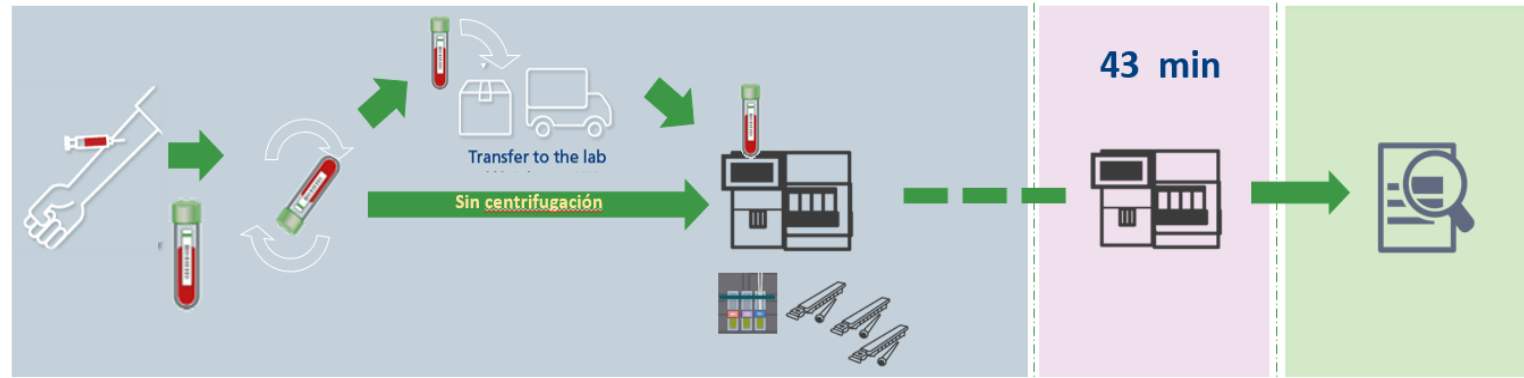 43 min
Transfer to the lab
Sin centrifugación